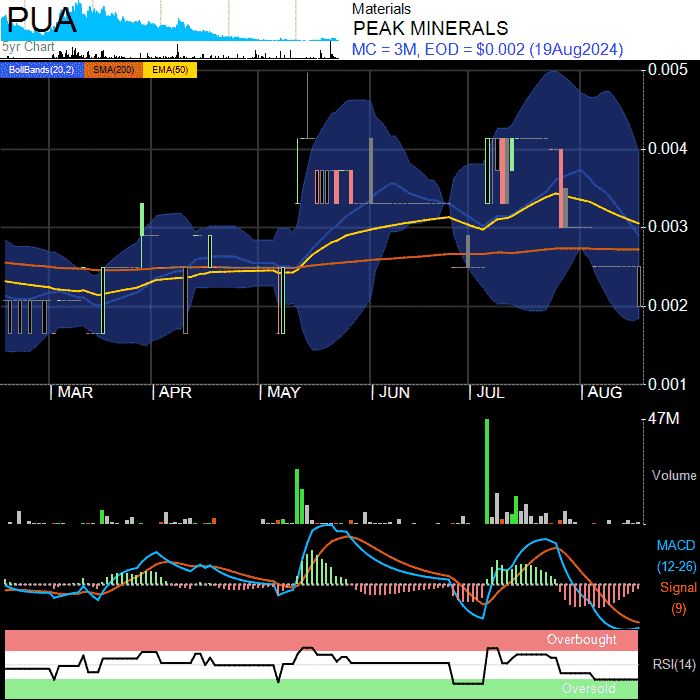 PUA
5yr Chart
Materials
PEAK MINERALS
MC = 3M, EOD = $0.002 (19Aug2024)
BollBands(20,2) SMA(200) EMA(50)
0.005
0.004
0.003
0.002
0.001
MAR APR MAY JUN JUL AUG
47M
Volume
MACD
(12-26)
Signal
(9)
Overbought
RSI(14)
Oversold